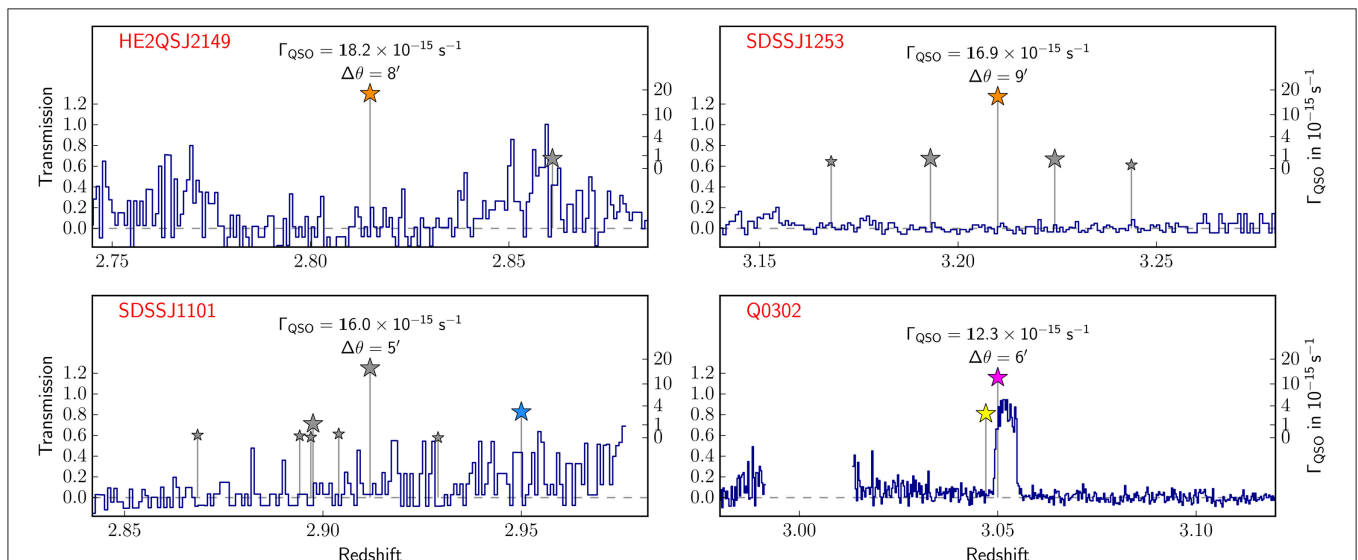 HE2QSJ2149
Γ_QSO = 18.2 × 10⁻¹⁵ s⁻¹
Δθ = 8′
Transmission
1.2
1.0
0.8
0.6
0.4
0.2
0.0
20
10
4
1
0
2.75 2.80 2.85
SDSSJ1253
Γ_QSO = 16.9 × 10⁻¹⁵ s⁻¹
Δθ = 9′
1.2
1.0
0.8
0.6
0.4
0.2
0.0
20
10
4
1
0
Γ_QSO in 10⁻¹⁵ s⁻¹
3.15 3.20 3.25
SDSSJ1101
Γ_QSO = 16.0 × 10⁻¹⁵ s⁻¹
Δθ = 5′
Transmission
1.2
1.0
0.8
0.6
0.4
0.2
0.0
20
10
4
1
0
2.85 2.90 2.95
Redshift
Q0302
Γ_QSO = 12.3 × 10⁻¹⁵ s⁻¹
Δθ = 6′
1.2
1.0
0.8
0.6
0.4
0.2
0.0
20
10
4
1
0
Γ_QSO in 10⁻¹⁵ s⁻¹
3.00 3.05 3.10
Redshift